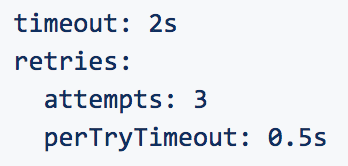 timeout: 2s
retries:
  attempts: 3
  perTryTimeout: 0.5s